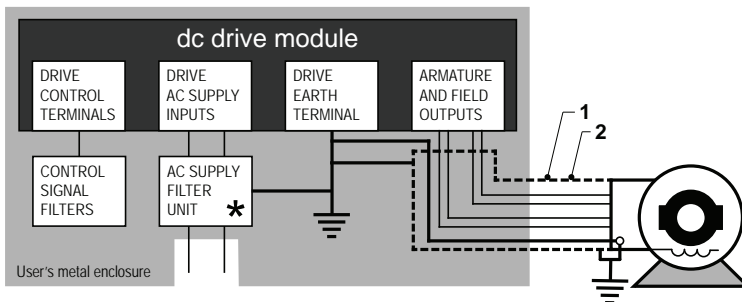 dc drive module
DRIVE
CONTROL
TERMINALS
DRIVE
AC SUPPLY
INPUTS
DRIVE
EARTH
TERMINAL
ARMATURE
AND FIELD
OUTPUTS
1
2
CONTROL
SIGNAL
FILTERS
AC SUPPLY
FILTER
UNIT *
User's metal enclosure